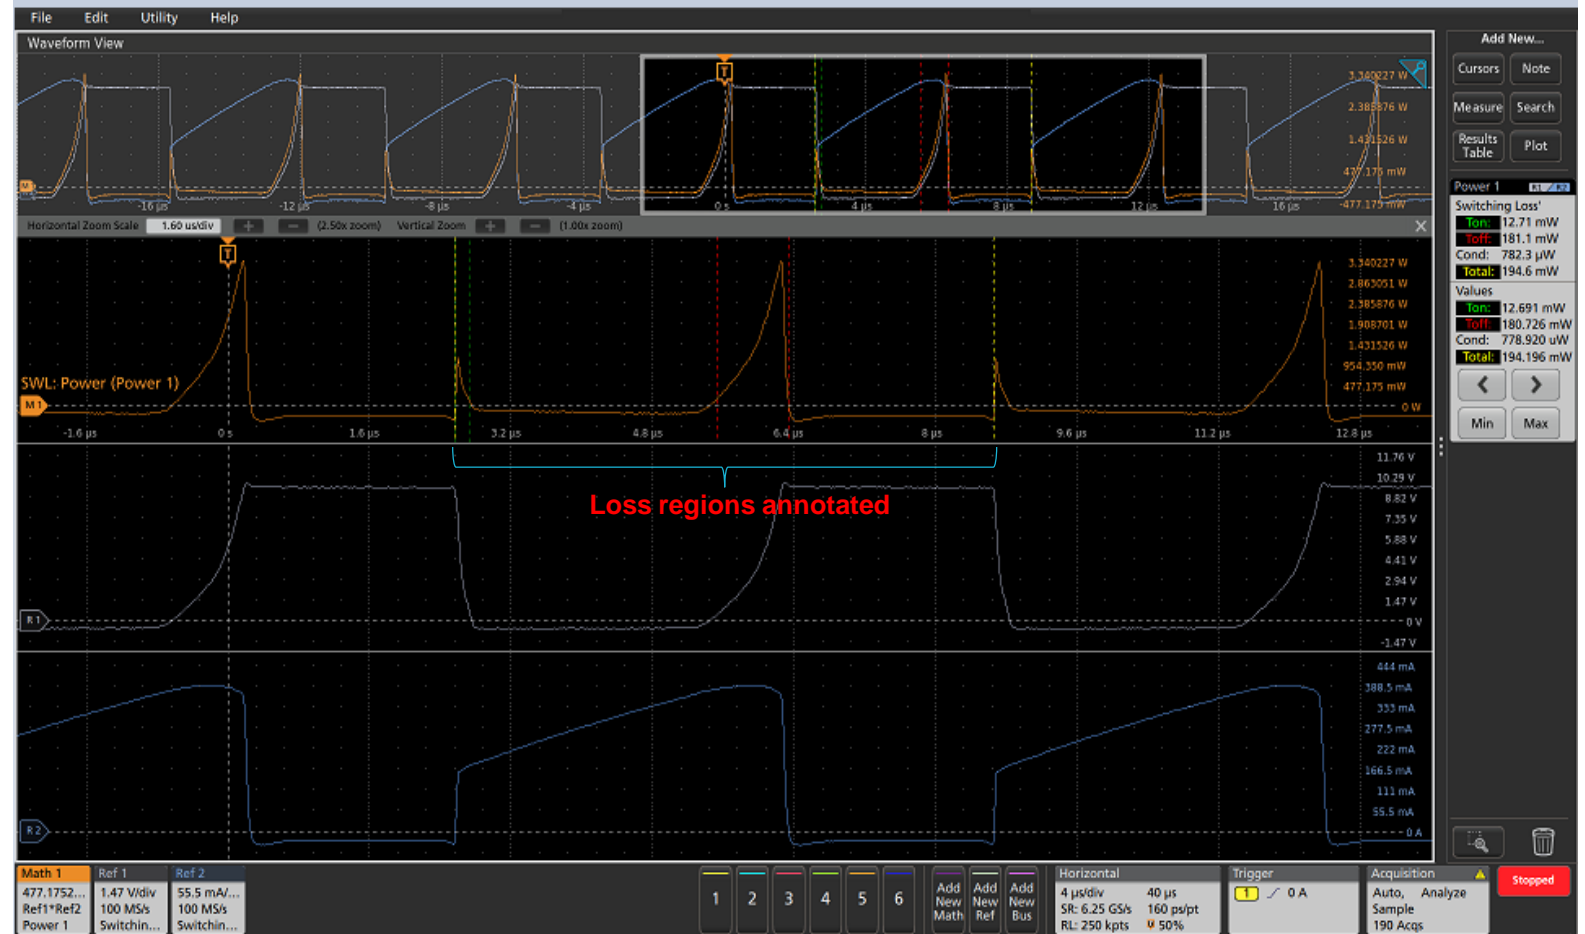 File Edit Utility Help
Waveform View
Add New...
Cursors Note
Measure Search
Results Table Plot
T
3.340227 W
2.385876 W
1.431526 W
477.175 mW
-477.175 mW
M
-16 µs -12 µs -8 µs -4 µs 0 s 4 µs 8 µs 12 µs 16 µs
Horizontal Zoom Scale 1.60 us/div + − (2.50x zoom) Vertical Zoom + − (1.00x zoom) ×
T
3.340227 W
2.863051 W
2.385876 W
1.908701 W
1.431526 W
954.350 mW
477.175 mW
0 W
SWL: Power (Power 1)
M 1
-1.6 µs 0 s 1.6 µs 3.2 µs 4.8 µs 6.4 µs 8 µs 9.6 µs 11.2 µs 12.8 µs
Loss regions annotated
11.76 V
10.29 V
8.82 V
7.35 V
5.88 V
4.41 V
2.94 V
1.47 V
0 V
-1.47 V
R 1
444 mA
388.5 mA
333 mA
277.5 mA
222 mA
166.5 mA
111 mA
55.5 mA
0 A
R 2
Power 1 R1 R2
Switching Loss'
Ton: 12.71 mW
Toff: 181.1 mW
Cond: 782.3 µW
Total: 194.6 mW
Values
Ton: 12.691 mW
Toff: 180.726 mW
Cond: 778.920 uW
Total: 194.196 mW
< >
Min Max
Math 1
477.1752...
Ref1*Ref2
Power 1
Ref 1
1.47 V/div
100 MS/s
Switchin...
Ref 2
55.5 mA/...
100 MS/s
Switchin...
1 2 3 4 5 6
Add New Math
Add New Ref
Add New Bus
Horizontal
4 µs/div 40 µs
SR: 6.25 GS/s 160 ps/pt
RL: 250 kpts 50%
Trigger
1 0 A
Acquisition
Auto, Analyze
Sample
190 Acqs
Stopped